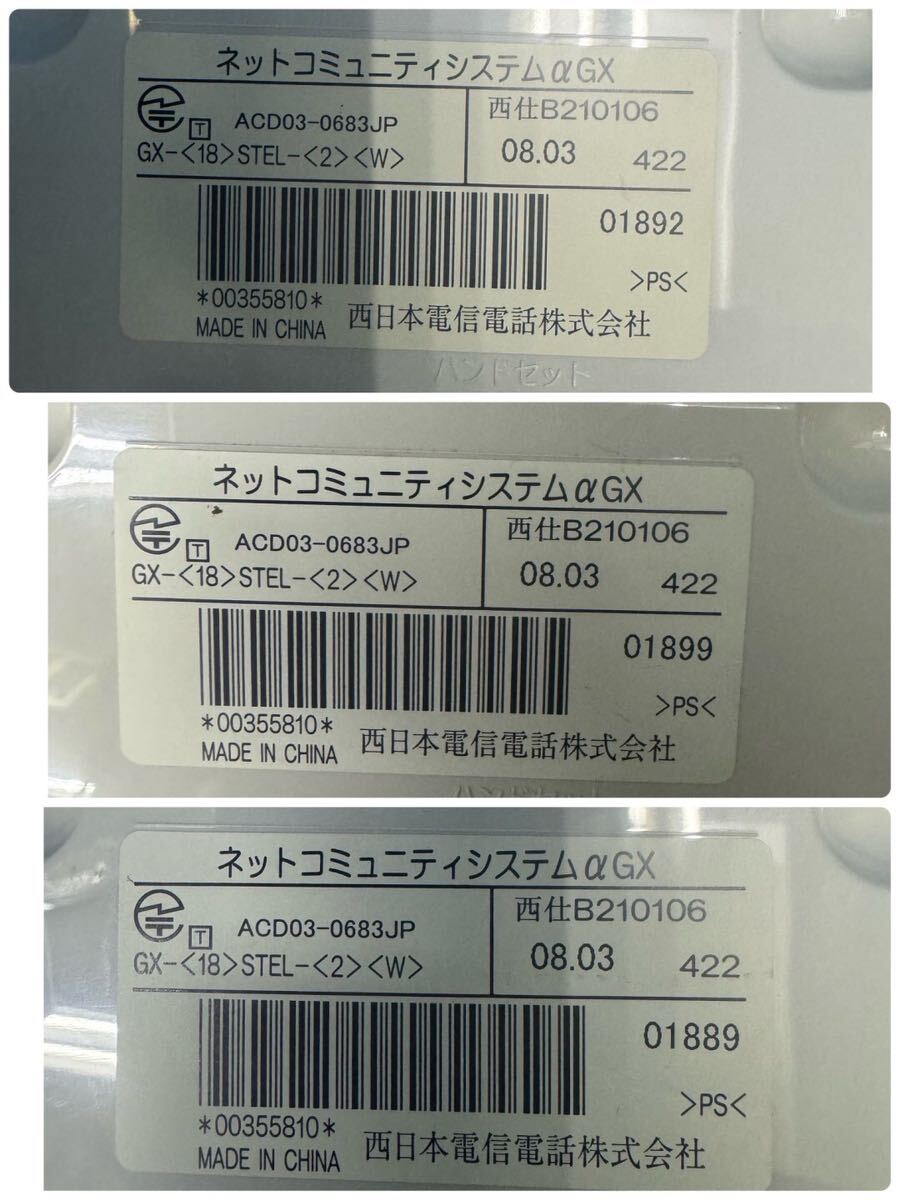 ネットコミュニティシステムαGX
T ACD03-0683JP
GX-<18>STEL-<2><W>
西仕B210106
08.03 422
01892
*00355810*
>PS<
MADE IN CHINA 西日本電信電話株式会社
ハンドセット
ネットコミュニティシステムαGX
T ACD03-0683JP
GX-<18>STEL-<2><W>
西仕B210106
08.03 422
01899
*00355810*
>PS<
MADE IN CHINA 西日本電信電話株式会社
ネットコミュニティシステムαGX
T ACD03-0683JP
GX-<18>STEL-<2><W>
西仕B210106
08.03 422
01889
*00355810*
>PS<
MADE IN CHINA 西日本電信電話株式会社